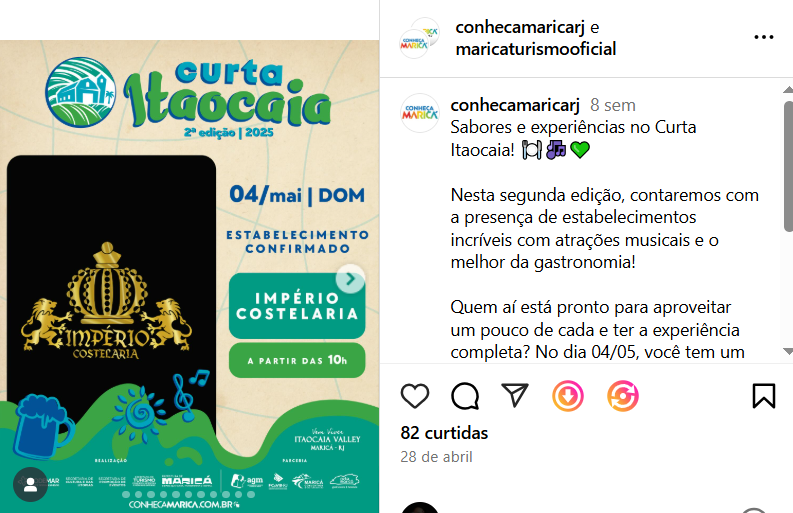 curta
Itaocaia
2ª edição | 2025
04/mai | DOM
ESTABELECIMENTO
CONFIRMADO
IMPÉRIO
COSTELARIA
A PARTIR DAS 10h
IMPÉRIO
COSTELARIA
Vem Viver
ITAOCAIA VALLEY
MARICÁ - RJ
REALIZAÇÃO
PARCERIA
MARICÁ
agm
MARICÁ
CONHECAMARICA.COM.BR
conhecamaricarj e
maricaturismooficial
CONHEÇA
MARICÁ
conhecamaricarj 8 sem
Sabores e experiências no Curta
Itaocaia! 🍽️🎶💚
Nesta segunda edição, contaremos com
a presença de estabelecimentos
incríveis com atrações musicais e o
melhor da gastronomia!
Quem aí está pronto para aproveitar
um pouco de cada e ter a experiência
completa? No dia 04/05, você tem um
82 curtidas
28 de abril